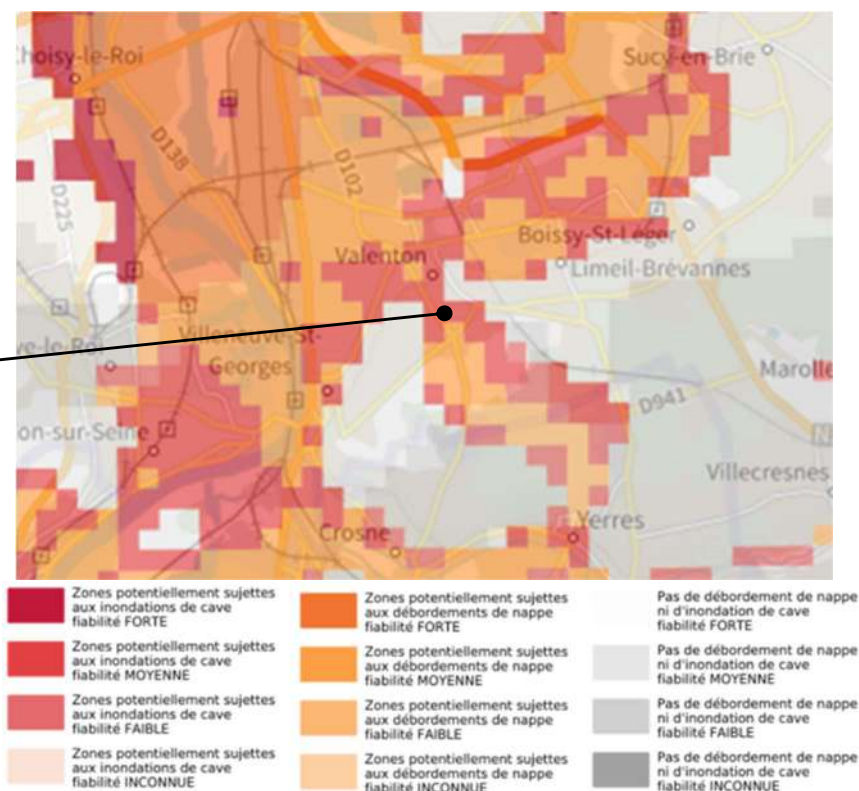 hoisy-le-Roi
Sucy-en-Brie
D138
D102
D225
Boissy-St-Léger
Valenton
Limeil-Brévannes
Villeneuve-St-
Georges
ve-le-Roi
Marolle
D941
on-sur-Seine
N
Villecresnes
Yerres
Crosne
Zones potentiellement sujettes
aux inondations de cave
fiabilité FORTE
Zones potentiellement sujettes
aux inondations de cave
fiabilité MOYENNE
Zones potentiellement sujettes
aux inondations de cave
fiabilité FAIBLE
Zones potentiellement sujettes
aux inondations de cave
fiabilité INCONNUE
Zones potentiellement sujettes
aux débordements de nappe
fiabilité FORTE
Zones potentiellement sujettes
aux débordements de nappe
fiabilité MOYENNE
Zones potentiellement sujettes
aux débordements de nappe
fiabilité FAIBLE
Zones potentiellement sujettes
aux débordements de nappe
fiabilité INCONNUE
Pas de débordement de nappe
ni d'inondation de cave
fiabilité FORTE
Pas de débordement de nappe
ni d'inondation de cave
fiabilité MOYENNE
Pas de débordement de nappe
ni d'inondation de cave
fiabilité FAIBLE
Pas de débordement de nappe
ni d'inondation de cave
fiabilité INCONNUE